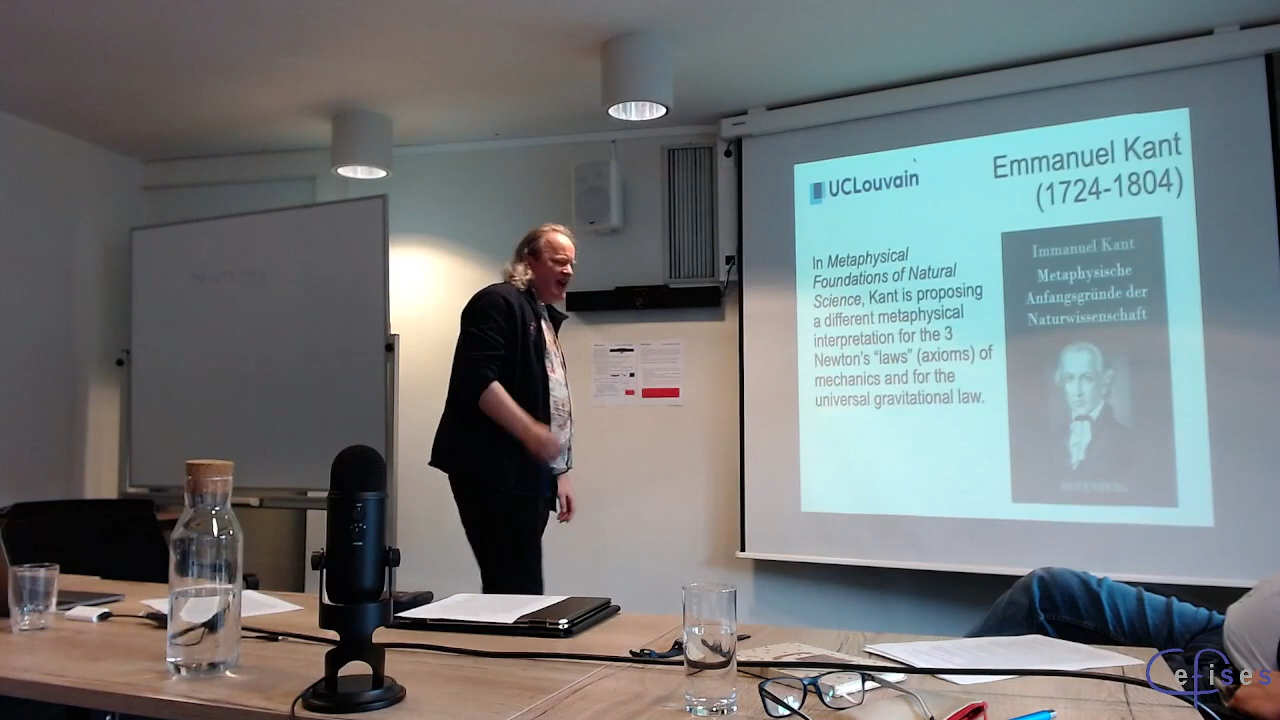 UCLouvain
Emmanuel Kant
(1724-1804)
In Metaphysical
Foundations of Natural
Science, Kant is proposing
a different metaphysical
interpretation for the 3
Newton's “laws” (axioms) of
mechanics and for the
universal gravitational law.
Immanuel Kant
Metaphysische
Anfangsgründe der
Naturwissenschaft
HOFENBERG
Cefises